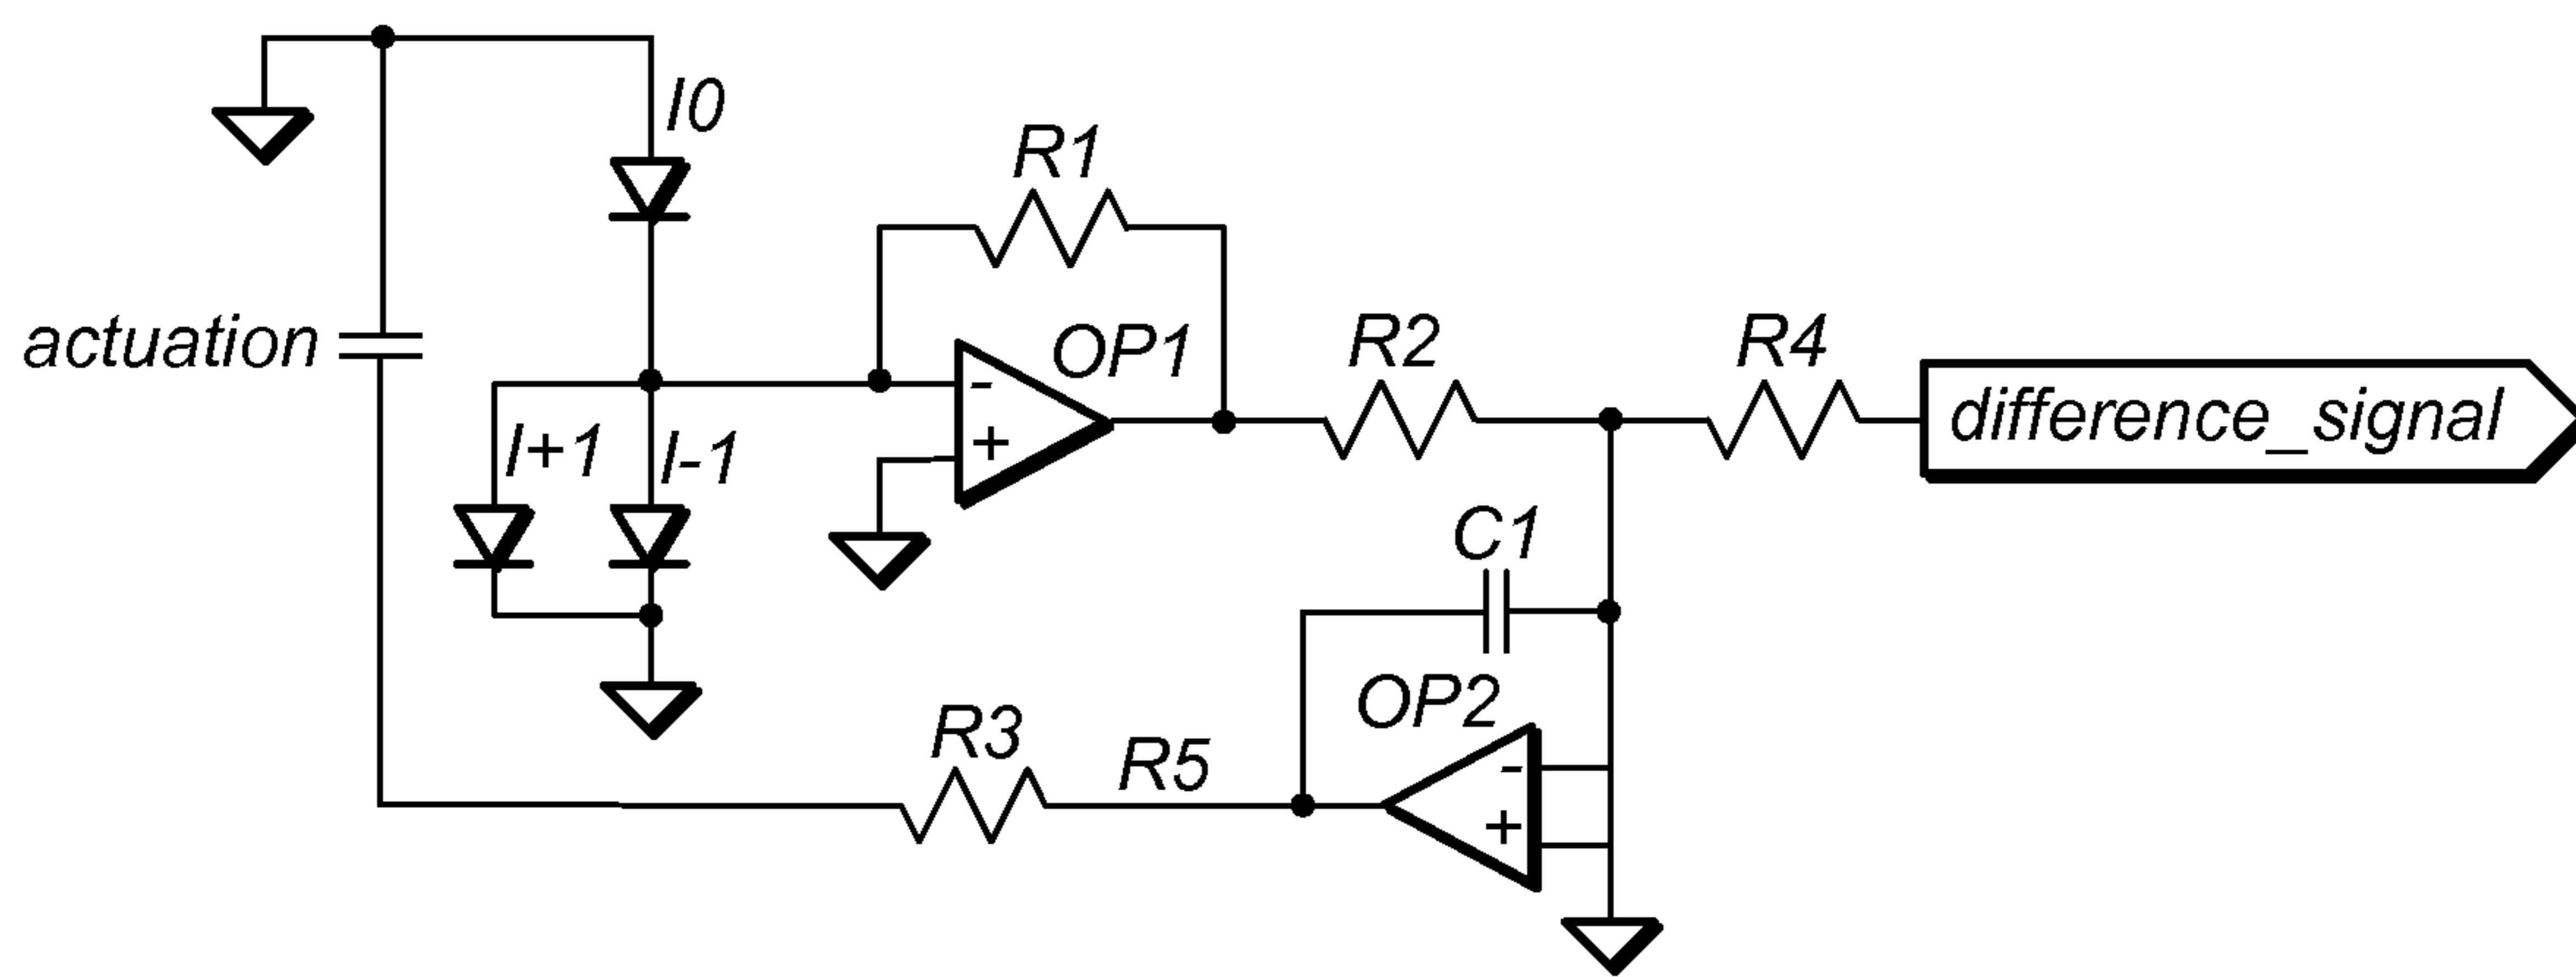 I0
R1
actuation
OP1
R2
R4
difference_signal
-
+
I+1
I-1
C1
OP2
R3
R5
-
+